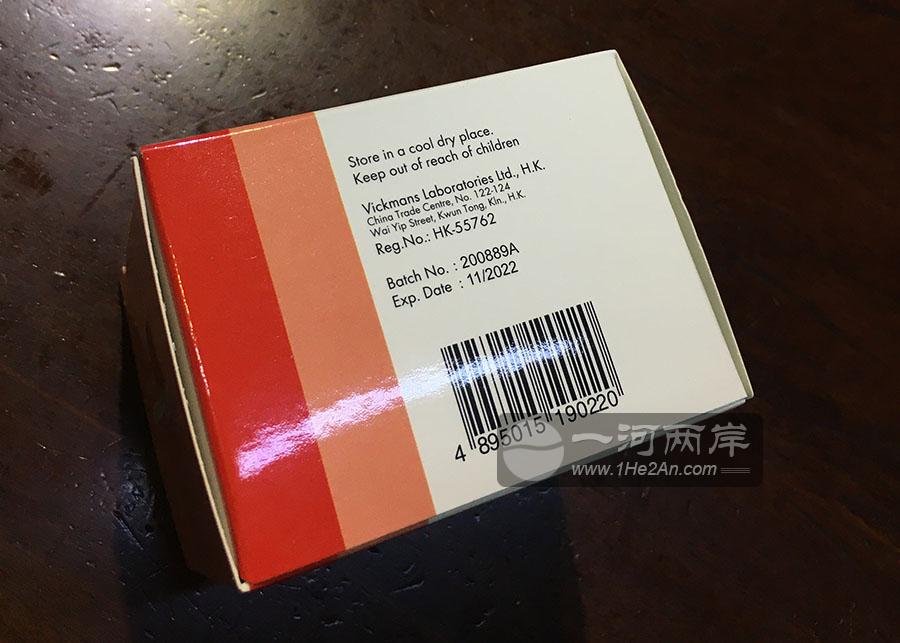 Store in a cool dry place.
Keep out of reach of children
Vickmans Laboratories Ltd., H.K.
China Trade Centre, No. 122-124
Wai Yip Street, Kwun Tong, Kln., H.K.
Reg.No.: HK-55762
Batch No. : 200889A
Exp. Date : 11/2022
4 895015 190220
一河两岸
www.1He2An.com